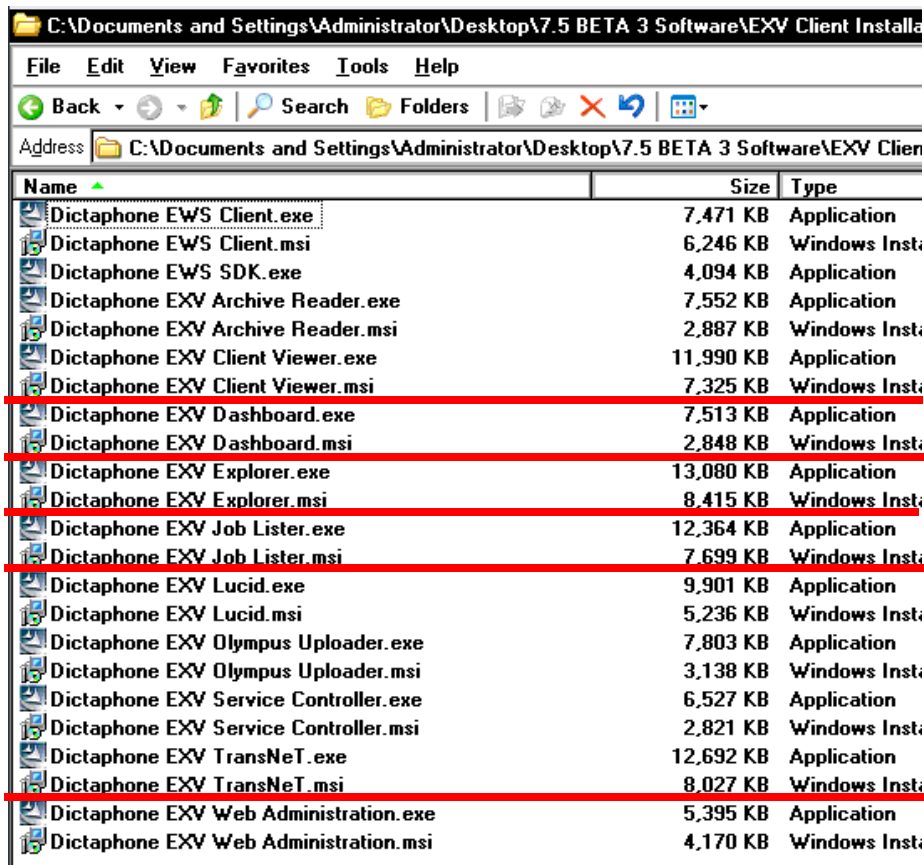 C:\Documents and Settings\Administrator\Desktop\7.5 BETA 3 Software\EXV Client Installa
File Edit View Favorites Tools Help
Back Search Folders
Address C:\Documents and Settings\Administrator\Desktop\7.5 BETA 3 Software\EXV Clien
Name Size Type
Dictaphone EWS Client.exe 7,471 KB Application
Dictaphone EWS Client.msi 6,246 KB Windows Insta
Dictaphone EWS SDK.exe 4,094 KB Application
Dictaphone EXV Archive Reader.exe 7,552 KB Application
Dictaphone EXV Archive Reader.msi 2,887 KB Windows Insta
Dictaphone EXV Client Viewer.exe 11,990 KB Application
Dictaphone EXV Client Viewer.msi 7,325 KB Windows Insta
Dictaphone EXV Dashboard.exe 7,513 KB Application
Dictaphone EXV Dashboard.msi 2,848 KB Windows Insta
Dictaphone EXV Explorer.exe 13,080 KB Application
Dictaphone EXV Explorer.msi 8,415 KB Windows Insta
Dictaphone EXV Job Lister.exe 12,364 KB Application
Dictaphone EXV Job Lister.msi 7,699 KB Windows Insta
Dictaphone EXV Lucid.exe 9,901 KB Application
Dictaphone EXV Lucid.msi 5,236 KB Windows Insta
Dictaphone EXV Olympus Uploader.exe 7,803 KB Application
Dictaphone EXV Olympus Uploader.msi 3,138 KB Windows Insta
Dictaphone EXV Service Controller.exe 6,527 KB Application
Dictaphone EXV Service Controller.msi 2,821 KB Windows Insta
Dictaphone EXV TransNeT.exe 12,692 KB Application
Dictaphone EXV TransNeT.msi 8,027 KB Windows Insta
Dictaphone EXV Web Administration.exe 5,395 KB Application
Dictaphone EXV Web Administration.msi 4,170 KB Windows Insta